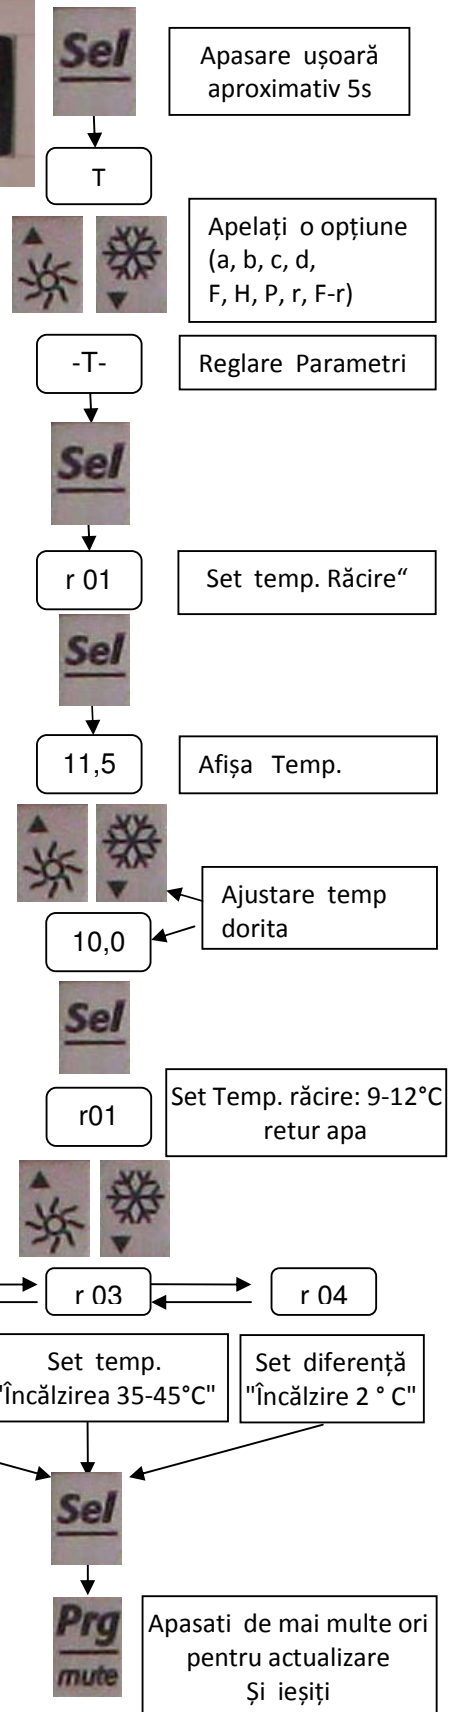 Sel
Apasare ușoară
aproximativ 5s
T
Apelați o opțiune
(a, b, c, d,
F, H, P, r, F-r)
-T-
Reglare Parametri
Sel
r 01
Set temp. Răcire“
Sel
11,5
Afișa Temp.
Ajustare temp
dorita
10,0
Sel
r01
Set Temp. răcire: 9-12°C
retur apa
r 03
r 04
Set temp.
"Încălzirea 35-45°C"
Set diferență
"Încălzire 2 ° C"
Sel
Prg
mute
Apasati de mai multe ori
pentru actualizare
Și ieșiți